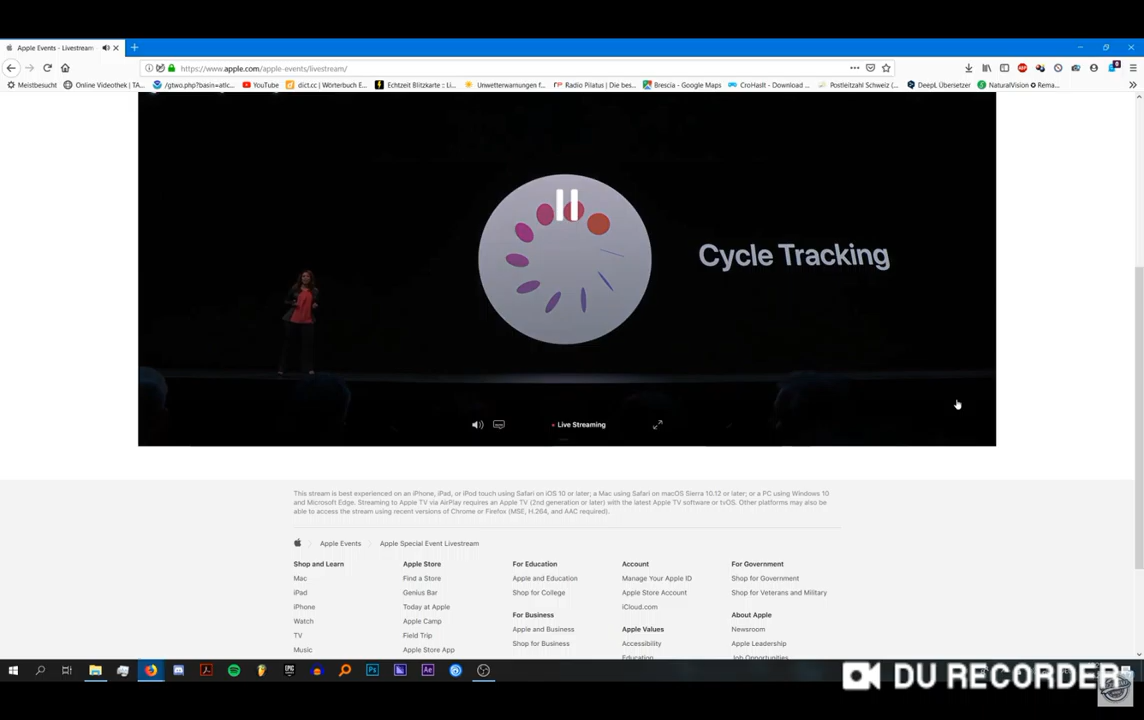 Apple Events - Livestream
https://www.apple.com/apple-events/livestream/
Meistbesucht Online Videothek | TA... /gtwo.php?basin=atlc... YouTube dict.cc | Wörterbuch E... Echtzeit Blitzkarte :: Li... Unwetterwarnungen f... Radio Pilatus | Die bes... Brescia - Google Maps CroHasIt - Download ... Postleitzahl Schweiz (... DeepL Übersetzer NaturalVision ✪ Rema...
Cycle Tracking
Live Streaming
This stream is best experienced on an iPhone, iPad, or iPod touch using Safari on iOS 10 or later; a Mac using Safari on macOS Sierra 10.12 or later; or a PC using Windows 10
and Microsoft Edge. Streaming to Apple TV via AirPlay requires an Apple TV (2nd generation or later) with the latest Apple TV software or tvOS. Other platforms may also be
able to access the stream using recent versions of Chrome or Firefox (MSE, H.264, and AAC required).
Apple Events Apple Special Event Livestream
Shop and Learn
Mac
iPad
iPhone
Watch
TV
Music
Apple Store
Find a Store
Genius Bar
Today at Apple
Apple Camp
Field Trip
Apple Store App
For Education
Apple and Education
Shop for College
For Business
Apple and Business
Shop for Business
Account
Manage Your Apple ID
Apple Store Account
iCloud.com
Apple Values
Accessibility
Education
For Government
Shop for Government
Shop for Veterans and Military
About Apple
Newsroom
Apple Leadership
Job Opportunities
DU RECORDER